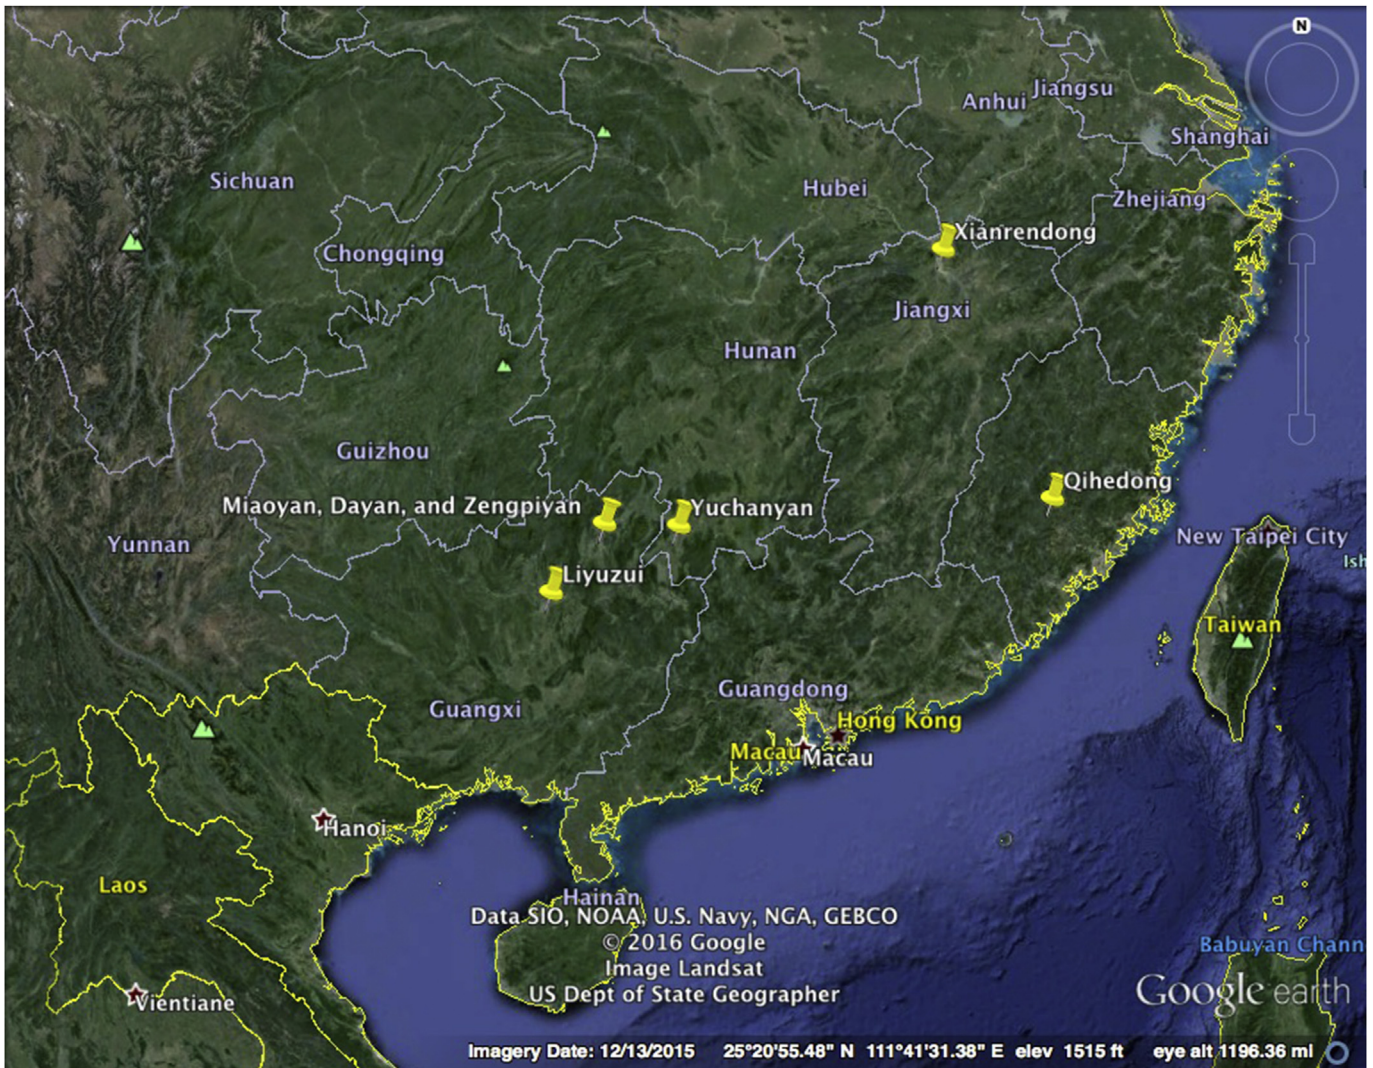 N
Anhui
Jiangsu
Shanghai
Sichuan
Hubei
Zhejiang
Xianrendong
Chongqing
Jiangxi
Hunan
Guizhou
Qihedong
Miaoyan, Dayan, and Zengpiyan
Yuchanyan
Yunnan
New Taipei City
Ish
Liyuzui
Taiwan
Guangdong
Guangxi
Hong Kong
Macau
Macau
Hanoi
Laos
Hainan
Data SIO, NOAA, U.S. Navy, NGA, GEBCO
© 2016 Google
Image Landsat
US Dept of State Geographer
Babuyan Chann
Vientiane
Google earth
Imagery Date: 12/13/2015 25°20'55.48" N 111°41'31.38" E elev 1515 ft eye alt 1196.36 mi